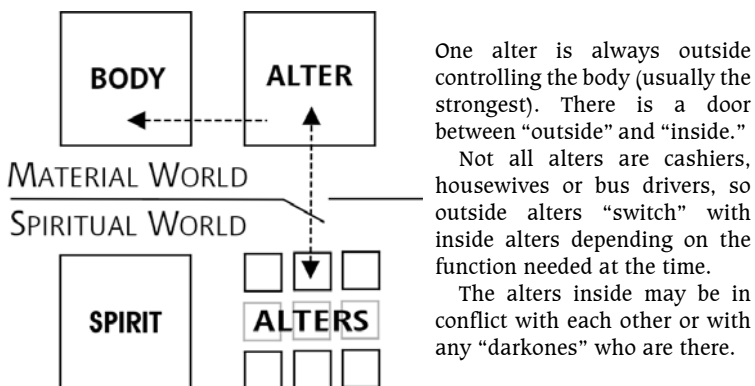 BODY
ALTER
MATERIAL WORLD
SPIRITUAL WORLD
SPIRIT
ALTERS
One alter is always outside
controlling the body (usually the
strongest). There is a door
between “outside” and “inside.”
Not all alters are cashiers,
housewives or bus drivers, so
outside alters “switch” with
inside alters depending on the
function needed at the time.
The alters inside may be in
conflict with each other or with
any “darkones” who are there.